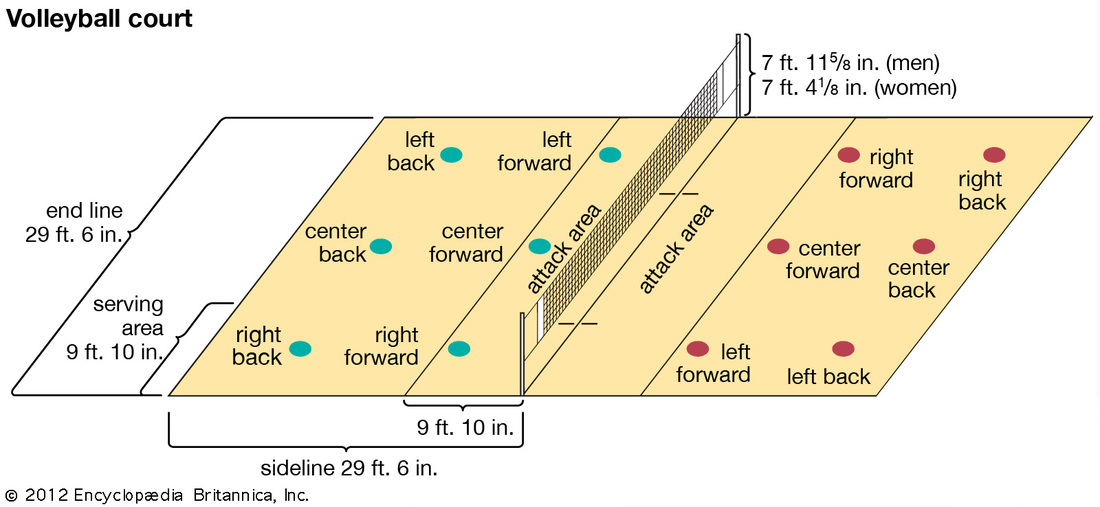 Volleyball court
7 ft. 11⁵/₈ in. (men)
7 ft. 4¹/₈ in. (women)
left
back
left
forward
right
forward
right
back
end line
29 ft. 6 in.
center
back
center
forward
attack area
attack area
center
forward
center
back
serving
area
9 ft. 10 in.
right
back
right
forward
left
forward
left back
9 ft. 10 in.
sideline 29 ft. 6 in.
© 2012 Encyclopædia Britannica, Inc.